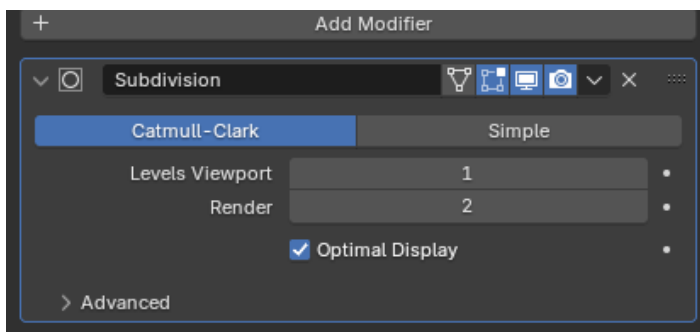 Add Modifier
Subdivision
Catmull-Clark Simple
Levels Viewport 1
Render 2
Optimal Display
Advanced